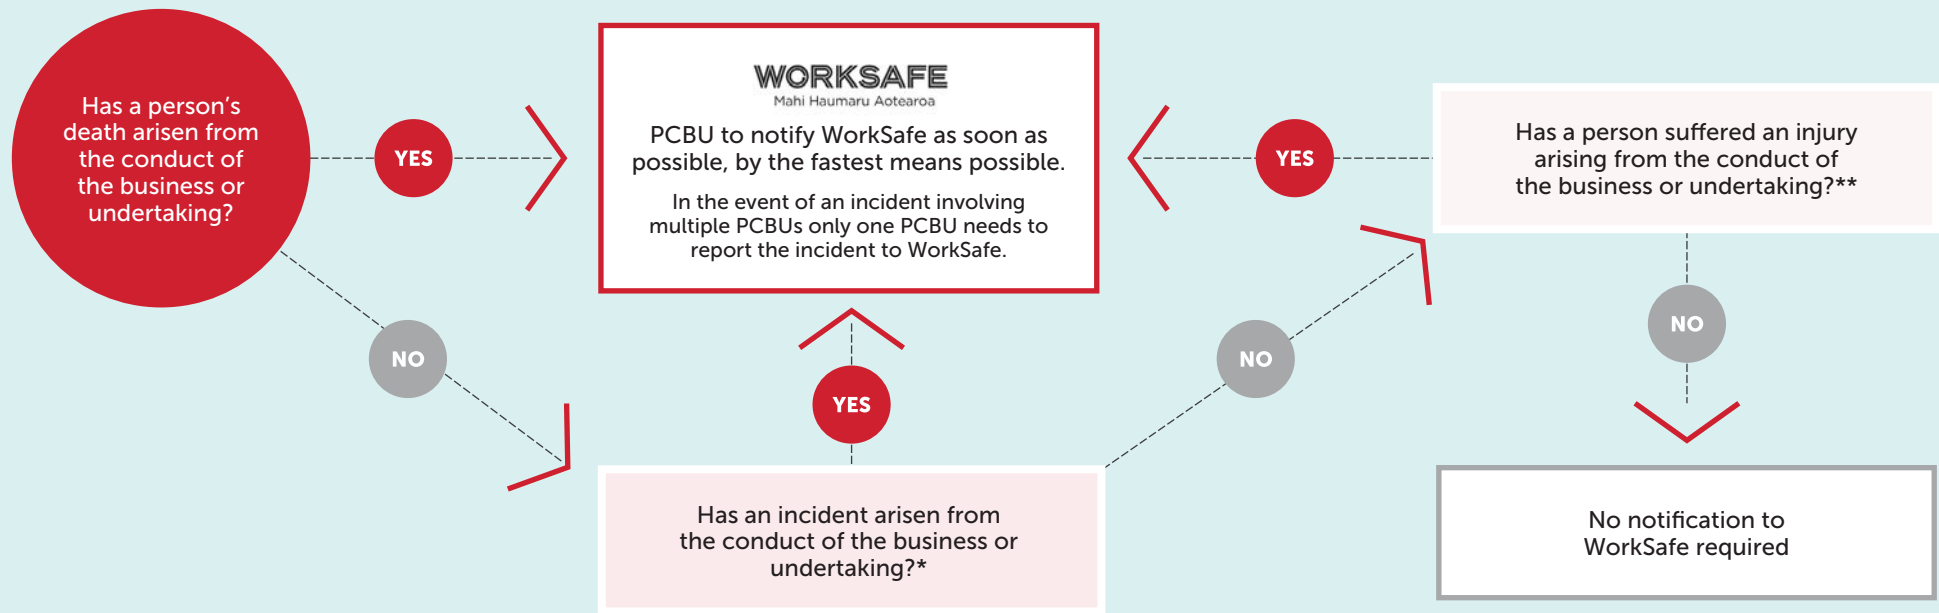 Has a person’s
death arisen from
the conduct of
the business or
undertaking?
YES
NO
WORKSAFE
Mahi Haumaru Aotearoa
PCBU to notify WorkSafe as soon as
possible, by the fastest means possible.
In the event of an incident involving
multiple PCBUs only one PCBU needs to
report the incident to WorkSafe.
YES
Has an incident arisen from
the conduct of the business or
undertaking?*
NO
YES
Has a person suffered an injury
arising from the conduct of
the business or undertaking?**
NO
No notification to
WorkSafe required